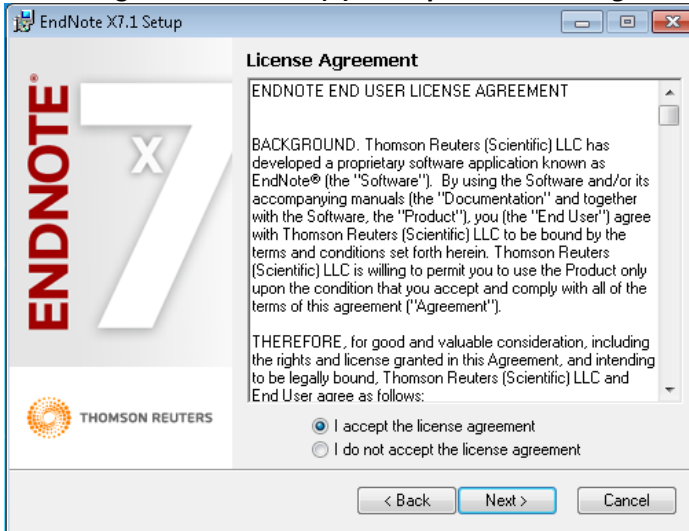 EndNote X7.1 Setup
ENDNOTE
X7
License Agreement
ENDNOTE END USER LICENSE AGREEMENT
BACKGROUND. Thomson Reuters (Scientific) LLC has
developed a proprietary software application known as
EndNote® (the "Software"). By using the Software and/or its
accompanying manuals (the "Documentation" and together
with the Software, the "Product"), you (the "End User") agree
with Thomson Reuters (Scientific) LLC to be bound by the
terms and conditions set forth herein. Thomson Reuters
(Scientific) LLC is willing to permit you to use the Product only
upon the condition that you accept and comply with all of the
terms of this agreement ("Agreement").
THEREFORE, for good and valuable consideration, including
the rights and license granted in this Agreement, and intending
to be legally bound, Thomson Reuters (Scientific) LLC and
End User agree as follows:
THOMSON REUTERS
I accept the license agreement
I do not accept the license agreement
< Back
Next >
Cancel